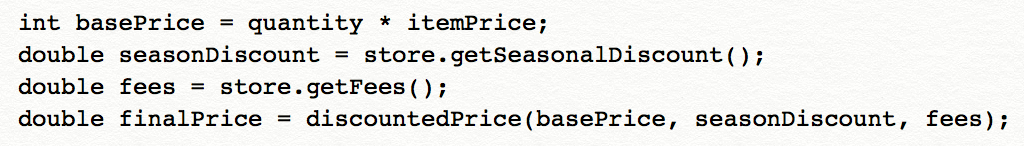 int basePrice = quantity * itemPrice;
double seasonDiscount = store.getSeasonalDiscount();
double fees = store.getFees();
double finalPrice = discountedPrice(basePrice, seasonDiscount, fees);